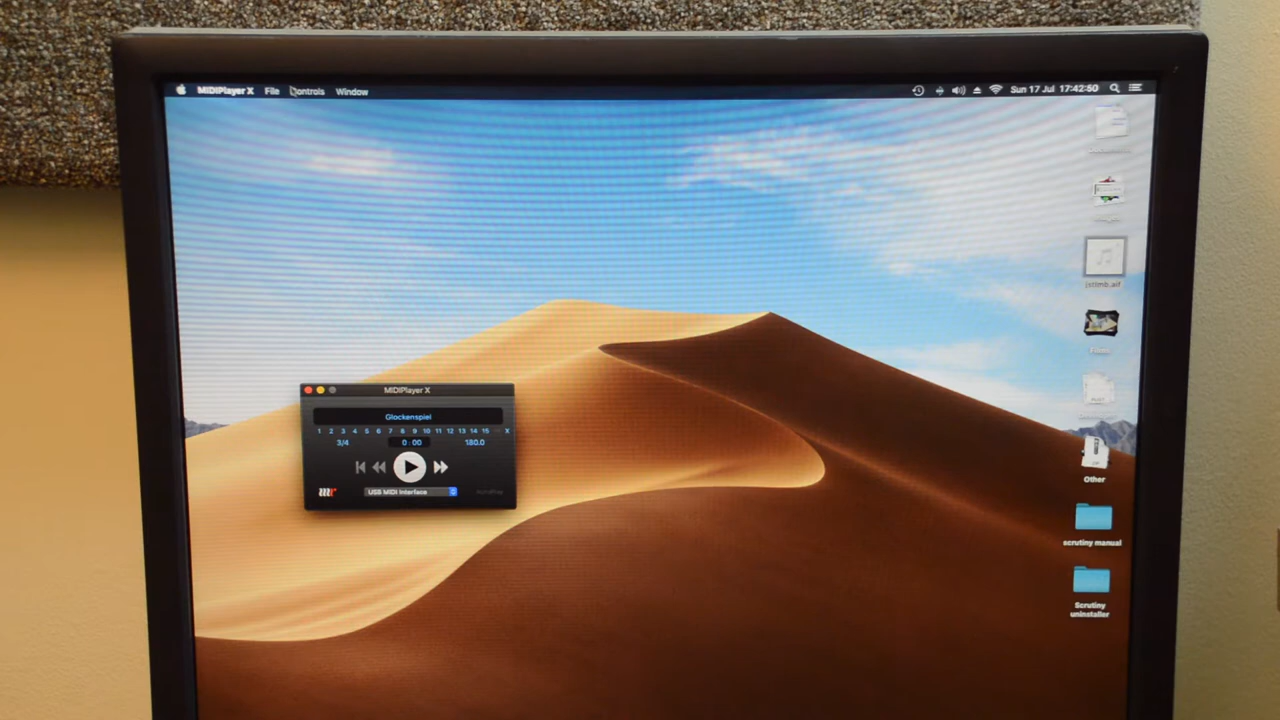 MIDIPlayer X File Controls Window
Sun 17 Jul 17:42:50
jsttmb.aif
Other
scrutiny manual
Scrutiny
uninstaller
MIDIPlayer X
Glockenspiel
1 2 3 4 5 6 7 8 9 10 11 12 13 14 15 X
3/4 0:00 180.0
USB MIDI Interface